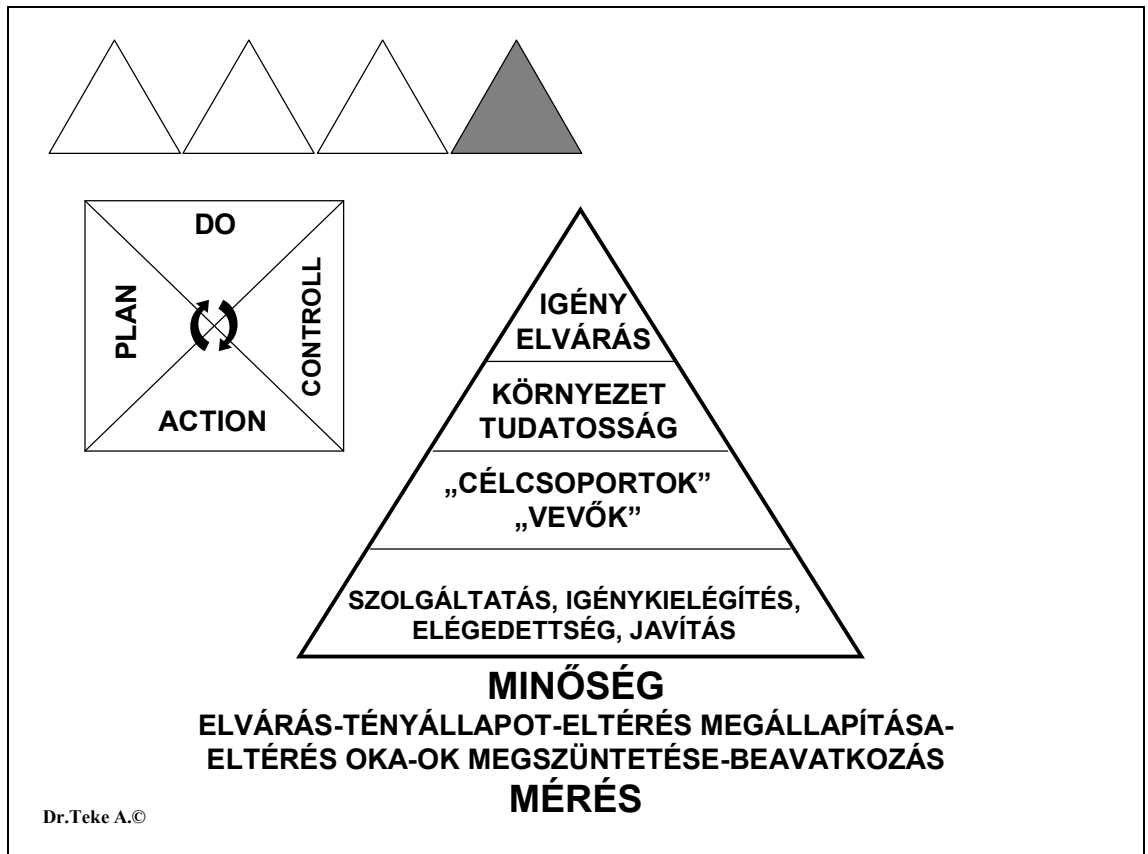 DO
PLAN
CONTROLL
ACTION
IGÉNY
ELVÁRÁS
KÖRNYEZET
TUDATOSSÁG
„CÉLCSOPORTOK”
„VEVŐK”
SZOLGÁLTATÁS, IGÉNYKIELÉGÍTÉS,
ELÉGEDETTSÉG, JAVÍTÁS
MINŐSÉG
ELVÁRÁS-TÉNYÁLLAPOT-ELTÉRÉS MEGÁLLAPÍTÁSA-
ELTÉRÉS OKA-OK MEGSZÜNTETÉSE-BEAVATKOZÁS
MÉRÉS
Dr.Teke A.©